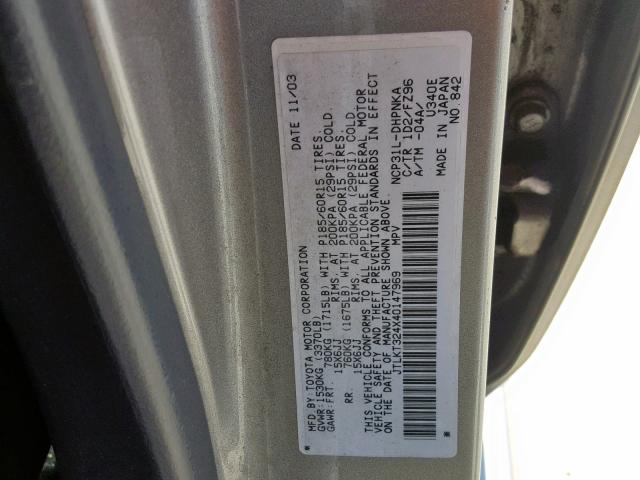 MFD BY: TOYOTA MOTOR CORPORATION DATE 11/03
GVWR: 1530KG (3370LB)
GAWR: FRT. 780KG (1715LB) WITH P185/60R15 TIRES,
15X6JJ RIMS, AT 200KPA (29PSI) COLD.
RR. 760KG (1675LB) WITH P185/60R15 TIRES,
15X6JJ RIMS, AT 200KPA (29PSI) COLD.
THIS VEHICLE CONFORMS TO ALL APPLICABLE FEDERAL MOTOR
VEHICLE SAFETY AND THEFT PREVENTION STANDARDS IN EFFECT
ON THE DATE OF MANUFACTURE SHOWN ABOVE.
JTLKT324X40147969 MPV
NCP31L-DHPNKA
C/TR 1D2/FZ96
A/TM -04A/ U340E
MADE IN JAPAN
NO.842